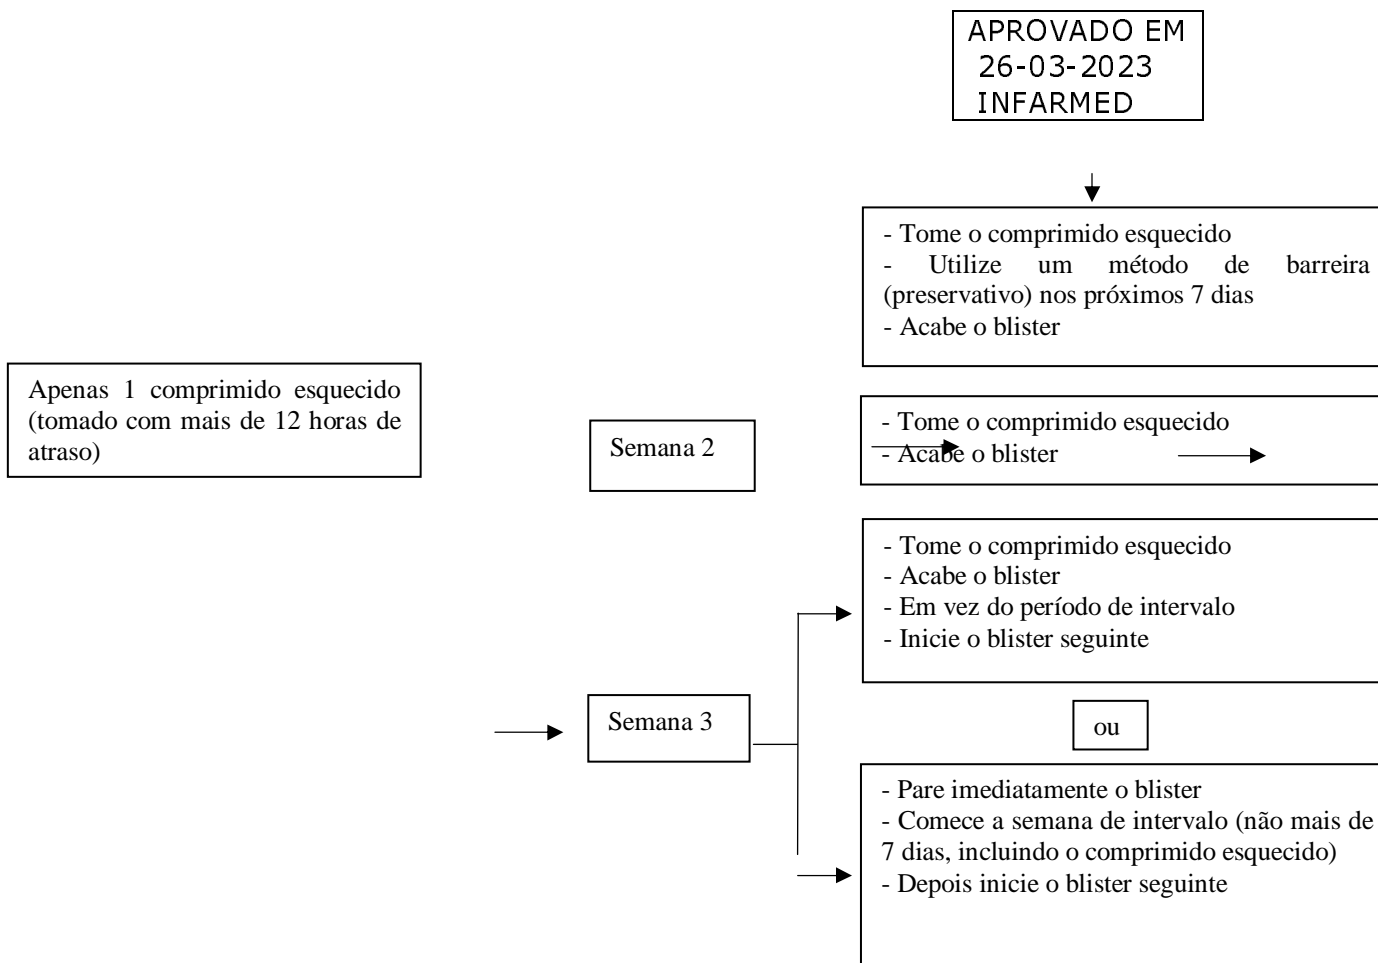 APROVADO EM
26-03-2023
INFARMED
- Tome o comprimido esquecido
- Utilize um método de barreira
(preservativo) nos próximos 7 dias
- Acabe o blister
Apenas 1 comprimido esquecido
(tomado com mais de 12 horas de
atraso)
Semana 2
- Tome o comprimido esquecido
- Acabe o blister
- Tome o comprimido esquecido
- Acabe o blister
- Em vez do período de intervalo
- Inicie o blister seguinte
Semana 3
ou
- Pare imediatamente o blister
- Comece a semana de intervalo (não mais de
7 dias, incluindo o comprimido esquecido)
- Depois inicie o blister seguinte